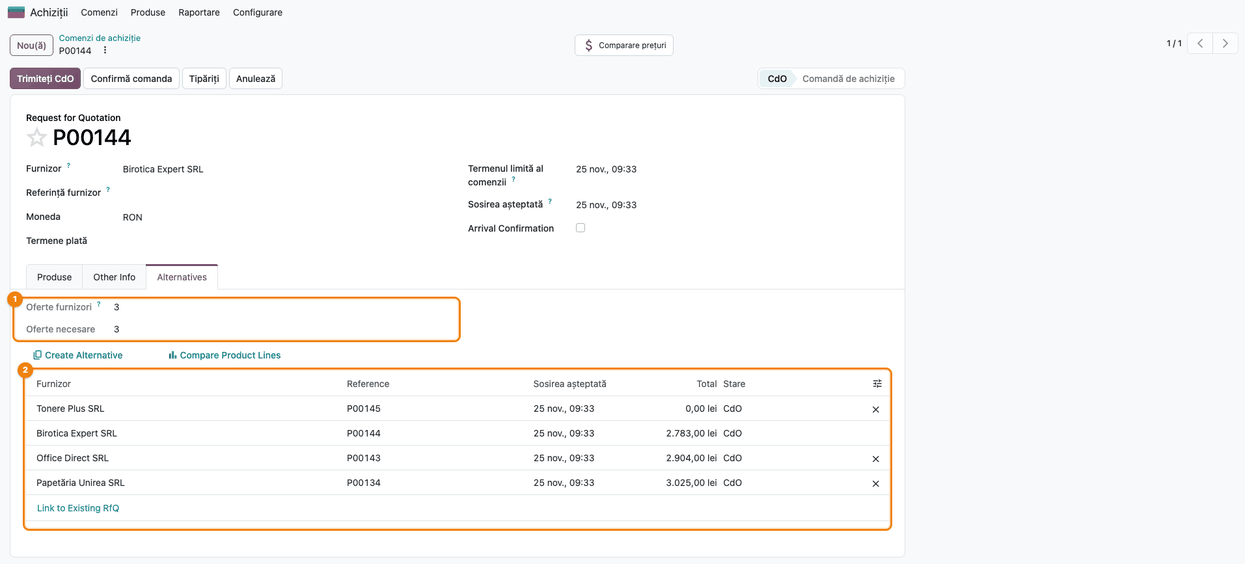 Achiziții Comenzi Produse Raportare Configurare
Nou(ă) Comenzi de achiziție
P00144
$ Comparare prețuri
1 / 1
Trimiteți CdO Confirmă comanda Tipăriți Anulează
CdO Comandă de achiziție
Request for Quotation
P00144
Furnizor ? Birotica Expert SRL
Referință furnizor ?
Moneda RON
Termene plată
Termenul limită al comenzii ? 25 nov., 09:33
Sosirea așteptată ? 25 nov., 09:33
Arrival Confirmation
Produse Other Info Alternatives
1
Oferte furnizori ? 3
Oferte necesare 3
Create Alternative Compare Product Lines
2
Furnizor Reference Sosirea așteptată Total Stare
Tonere Plus SRL P00145 25 nov., 09:33 0,00 lei CdO
Birotica Expert SRL P00144 25 nov., 09:33 2.783,00 lei CdO
Office Direct SRL P00143 25 nov., 09:33 2.904,00 lei CdO
Papetăria Unirea SRL P00134 25 nov., 09:33 3.025,00 lei CdO
Link to Existing RfQ